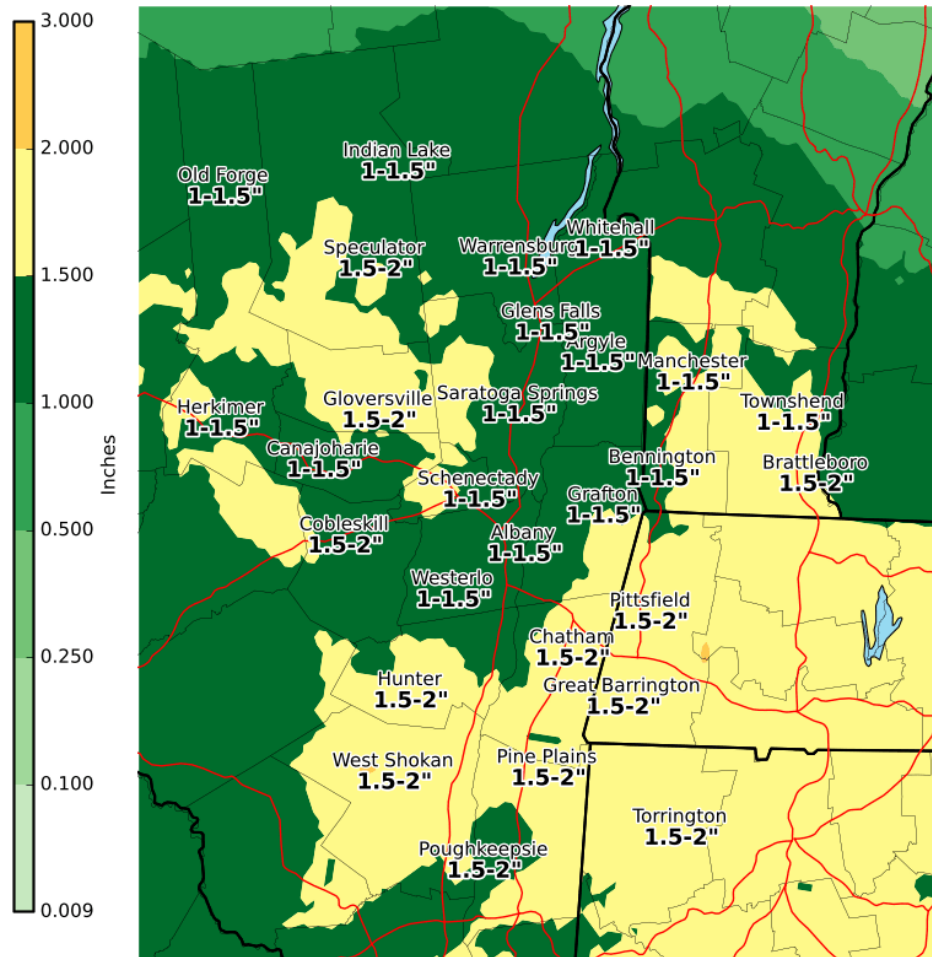 3.000
2.000
1.500
1.000
0.500
0.250
0.100
0.009
Inches
Indian Lake
1-1.5"
Old Forge
1-1.5"
Whitehall
1-1.5"
Speculator
1.5-2"
Warrensburg
1-1.5"
Glens Falls
1-1.5"
Argyle
1-1.5"
Manchester
1-1.5"
Herkimer
1-1.5"
Gloversville
1.5-2"
Saratoga Springs
1-1.5"
Townshend
1-1.5"
Canajoharie
1-1.5"
Schenectady
1-1.5"
Bennington
1-1.5"
Brattleboro
1.5-2"
Grafton
1-1.5"
Cobleskill
1.5-2"
Albany
1-1.5"
Westerlo
1-1.5"
Pittsfield
1.5-2"
Chatham
1.5-2"
Hunter
1.5-2"
Great Barrington
1.5-2"
West Shokan
1.5-2"
Pine Plains
1.5-2"
Torrington
1.5-2"
Poughkeepsie
1.5-2"